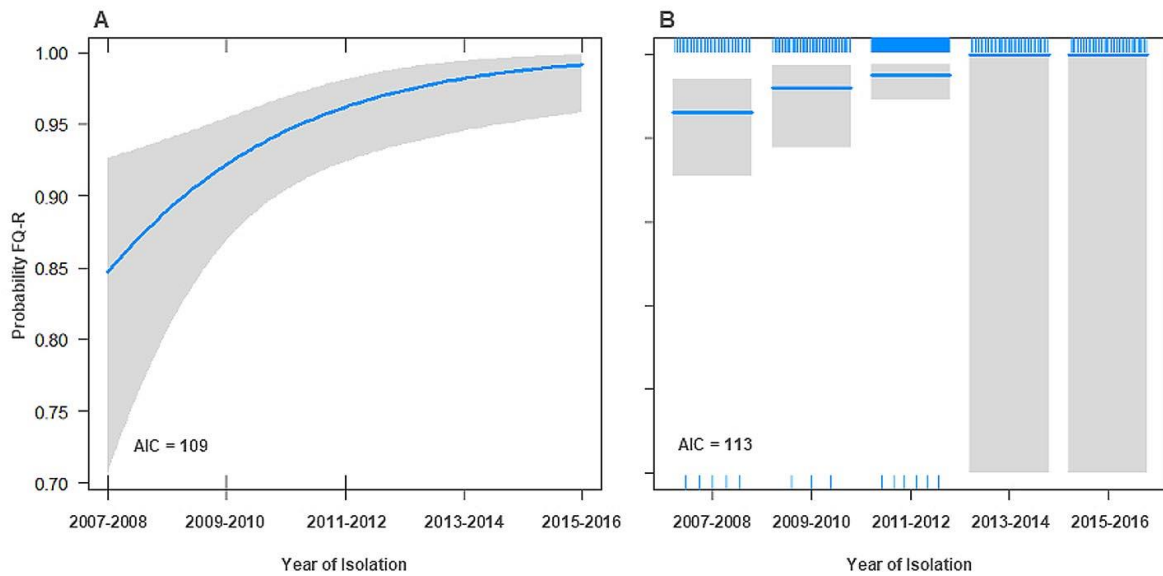 A
B
1.00
0.95
0.90
0.85
0.80
0.75
0.70
Probability FQ-R
AIC = 109
AIC = 113
2007-2008 2009-2010 2011-2012 2013-2014 2015-2016
2007-2008 2009-2010 2011-2012 2013-2014 2015-2016
Year of Isolation
Year of Isolation